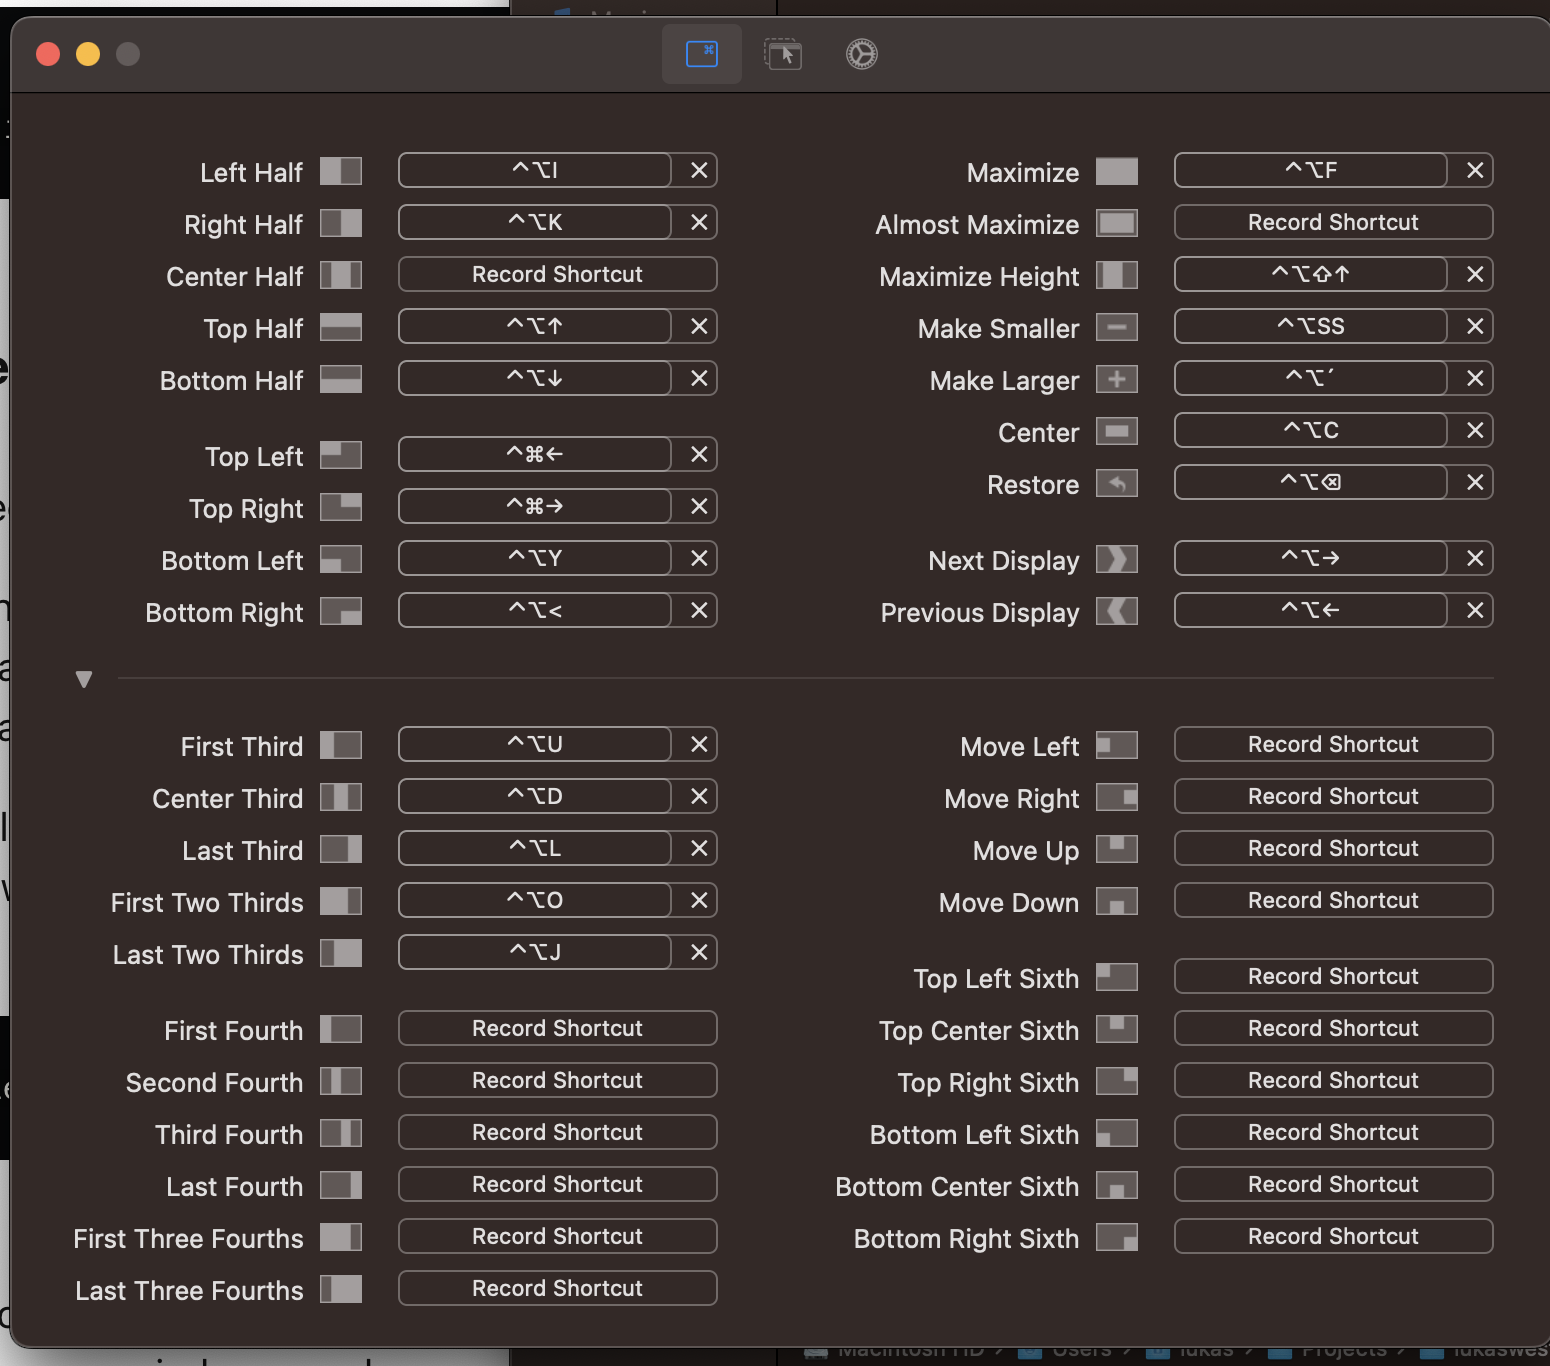 Left Half ^⌥I ✕
Right Half ^⌥K ✕
Center Half Record Shortcut
Top Half ^⌥↑ ✕
Bottom Half ^⌥↓ ✕
Top Left ^⌘← ✕
Top Right ^⌘→ ✕
Bottom Left ^⌥Y ✕
Bottom Right ^⌥< ✕
Maximize ^⌥F ✕
Almost Maximize Record Shortcut
Maximize Height ^⌥⇧↑ ✕
Make Smaller ^⌥SS ✕
Make Larger ^⌥´ ✕
Center ^⌥C ✕
Restore ^⌥⌫ ✕
Next Display ^⌥→ ✕
Previous Display ^⌥← ✕
First Third ^⌥U ✕
Center Third ^⌥D ✕
Last Third ^⌥L ✕
First Two Thirds ^⌥O ✕
Last Two Thirds ^⌥J ✕
First Fourth Record Shortcut
Second Fourth Record Shortcut
Third Fourth Record Shortcut
Last Fourth Record Shortcut
First Three Fourths Record Shortcut
Last Three Fourths Record Shortcut
Move Left Record Shortcut
Move Right Record Shortcut
Move Up Record Shortcut
Move Down Record Shortcut
Top Left Sixth Record Shortcut
Top Center Sixth Record Shortcut
Top Right Sixth Record Shortcut
Bottom Left Sixth Record Shortcut
Bottom Center Sixth Record Shortcut
Bottom Right Sixth Record Shortcut
Macintosh HD › Users › lukas › Projects › lukaswes